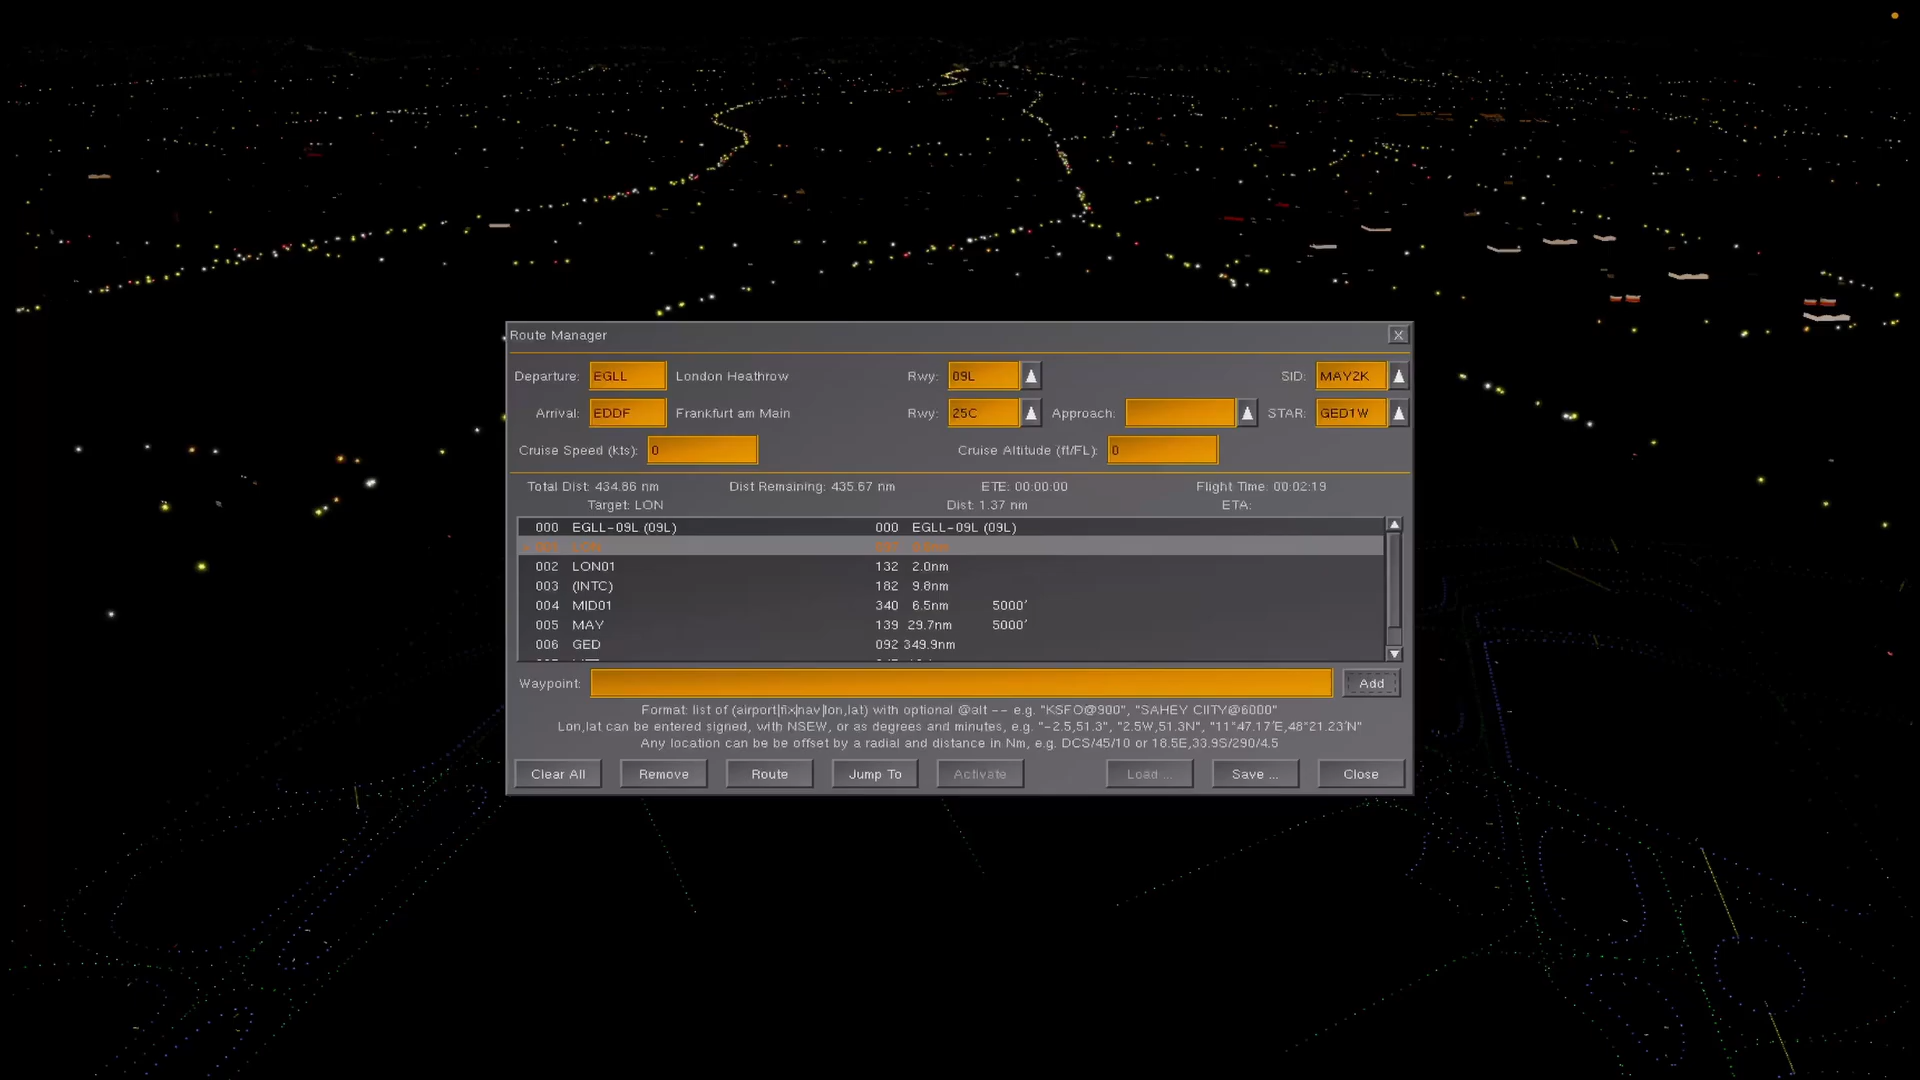 Route Manager
X
Departure: EGLL London Heathrow Rwy: 09L SID: MAY2K
Arrival: EDDF Frankfurt am Main Rwy: 25C Approach: STAR: GED1W
Cruise Speed (kts): 0 Cruise Altitude (ft/FL): 0
Total Dist: 434.86 nm Dist Remaining: 435.67 nm ETE: 00:00:00 Flight Time: 00:02:19
Target: LON Dist: 1.37 nm ETA:
000 EGLL-09L (09L) 000 EGLL-09L (09L)
LON
002 LON01 132 2.0nm
003 (INTC) 182 9.8nm
004 MID01 340 6.5nm 5000'
005 MAY 139 29.7nm 5000'
006 GED 092 349.9nm
Waypoint: Add
Format: list of (airport|fix|nav|lon,lat) with optional @alt -- e.g. "KSFO@900", "SAHEY CIITY@6000"
Lon,lat can be entered signed, with NSEW, or as degrees and minutes, e.g. "-2.5,51.3", "2.5W,51.3N", "11*47.17'E,48*21.23'N"
Any location can be be offset by a radial and distance in Nm, e.g. DCS/45/10 or 18.5E,33.9S/290/4.5
Clear All Remove Route Jump To Activate Load ... Save ... Close